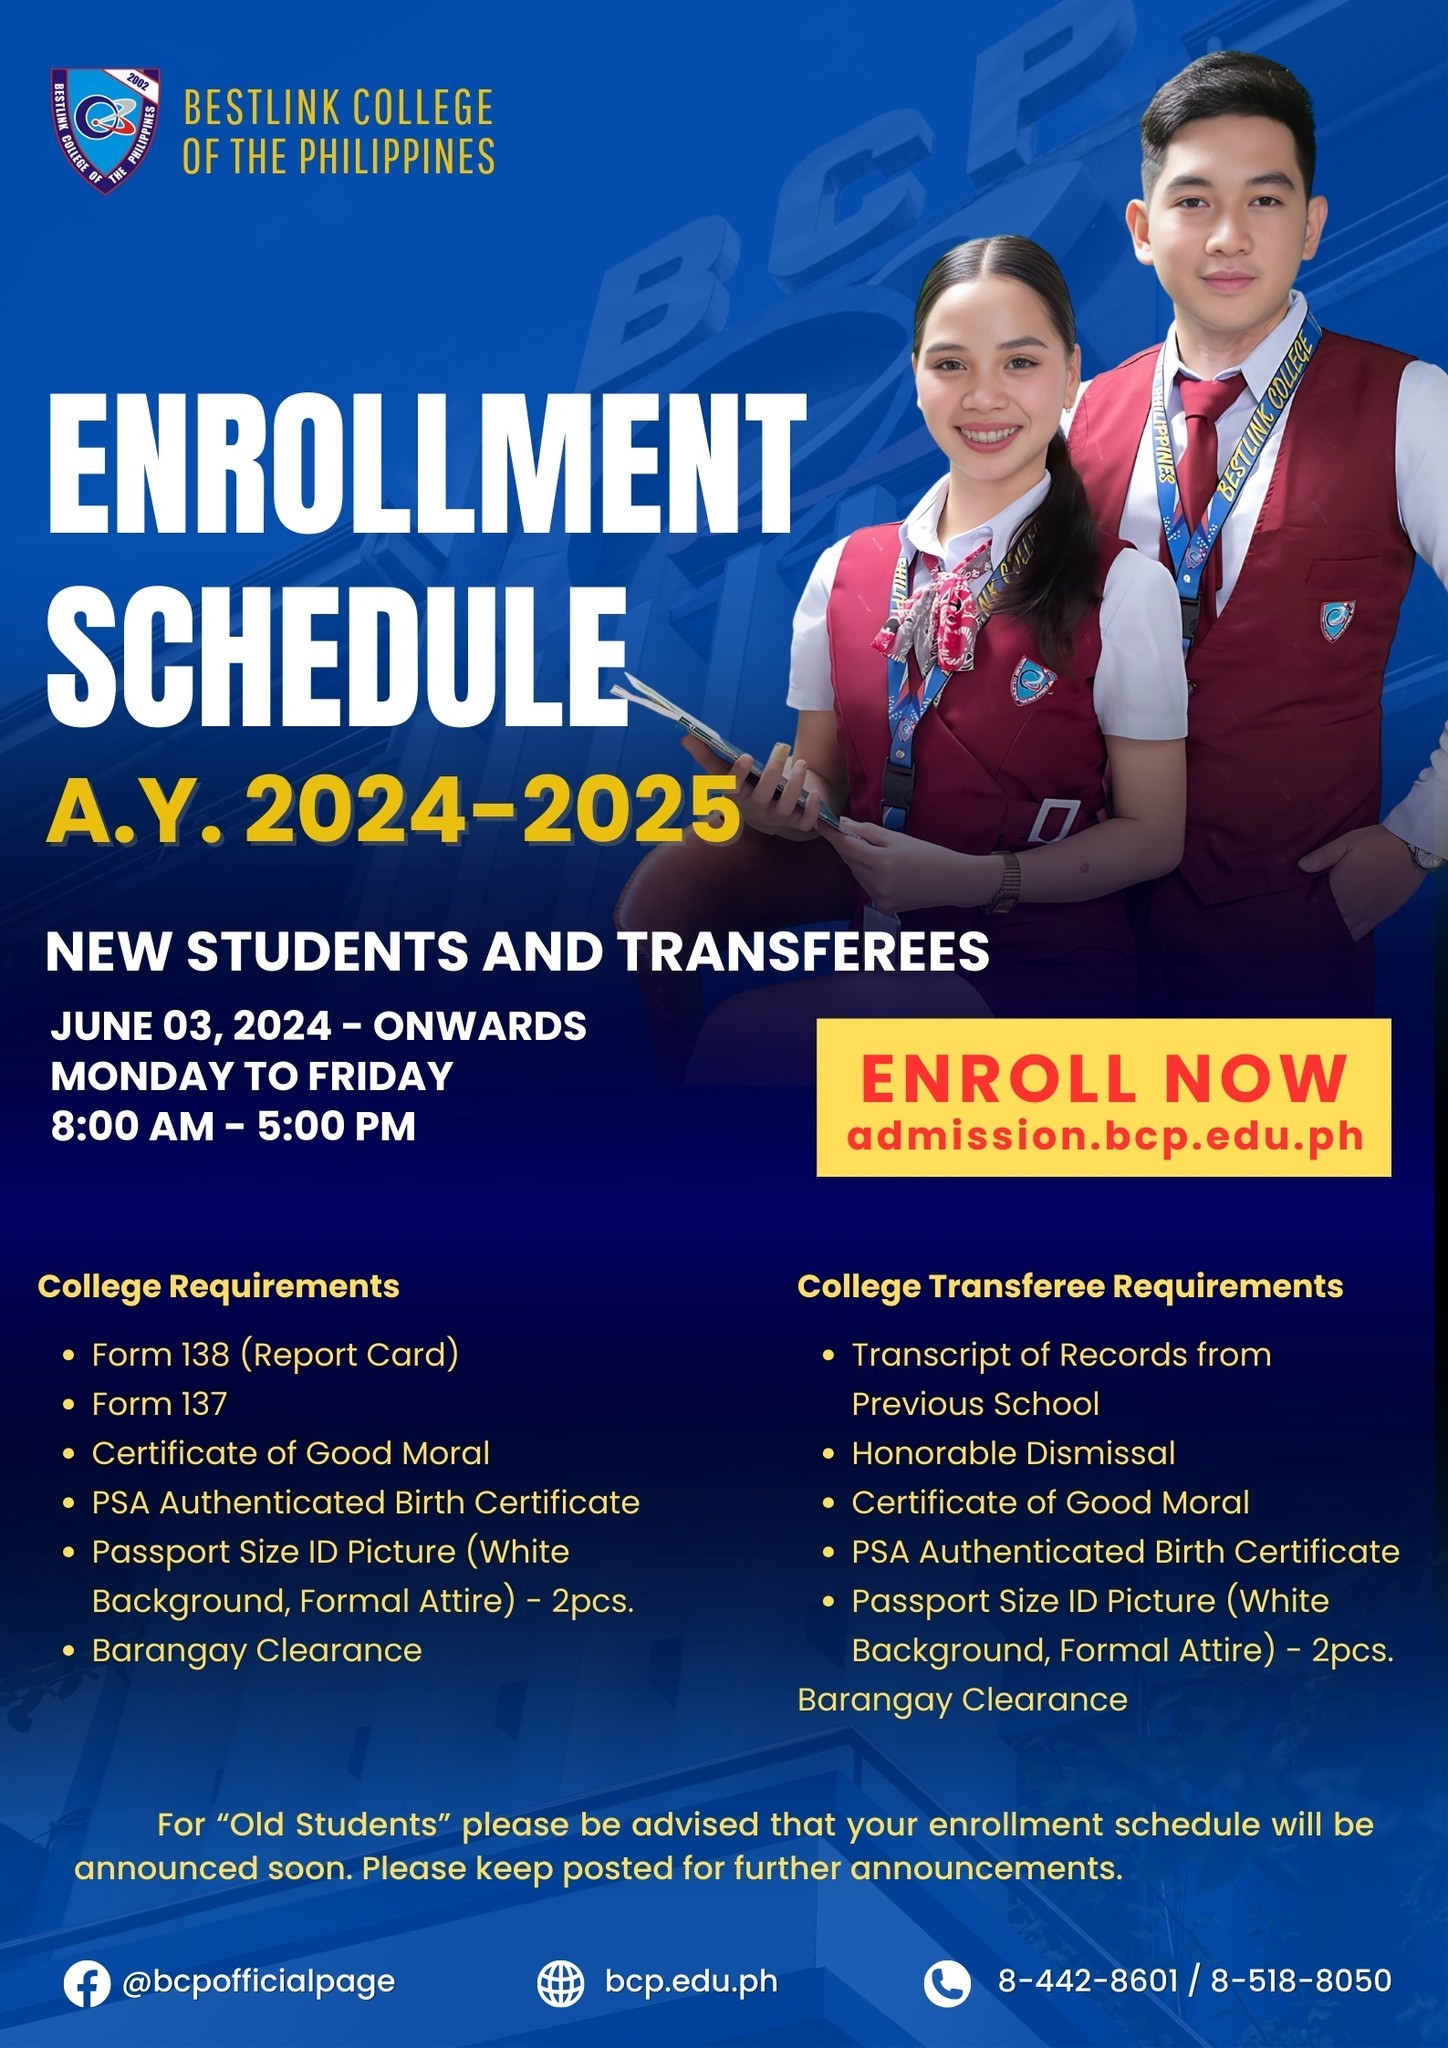 2002
BESTLINK COLLEGE OF THE PHILIPPINES
BESTLINK COLLEGE
OF THE PHILIPPINES
BCP
PHILIPPINES
BESTLINK COLLEGE
ENROLLMENT
SCHEDULE
A.Y. 2024-2025
NEW STUDENTS AND TRANSFEREES
JUNE 03, 2024 - ONWARDS
MONDAY TO FRIDAY
8:00 AM - 5:00 PM
ENROLL NOW
admission.bcp.edu.ph
College Requirements
• Form 138 (Report Card)
• Form 137
• Certificate of Good Moral
• PSA Authenticated Birth Certificate
• Passport Size ID Picture (White
Background, Formal Attire) - 2pcs.
• Barangay Clearance
College Transferee Requirements
• Transcript of Records from
Previous School
• Honorable Dismissal
• Certificate of Good Moral
• PSA Authenticated Birth Certificate
• Passport Size ID Picture (White
Background, Formal Attire) - 2pcs.
Barangay Clearance
For “Old Students” please be advised that your enrollment schedule will be
announced soon. Please keep posted for further announcements.
@bcpofficialpage
bcp.edu.ph
8-442-8601 / 8-518-8050